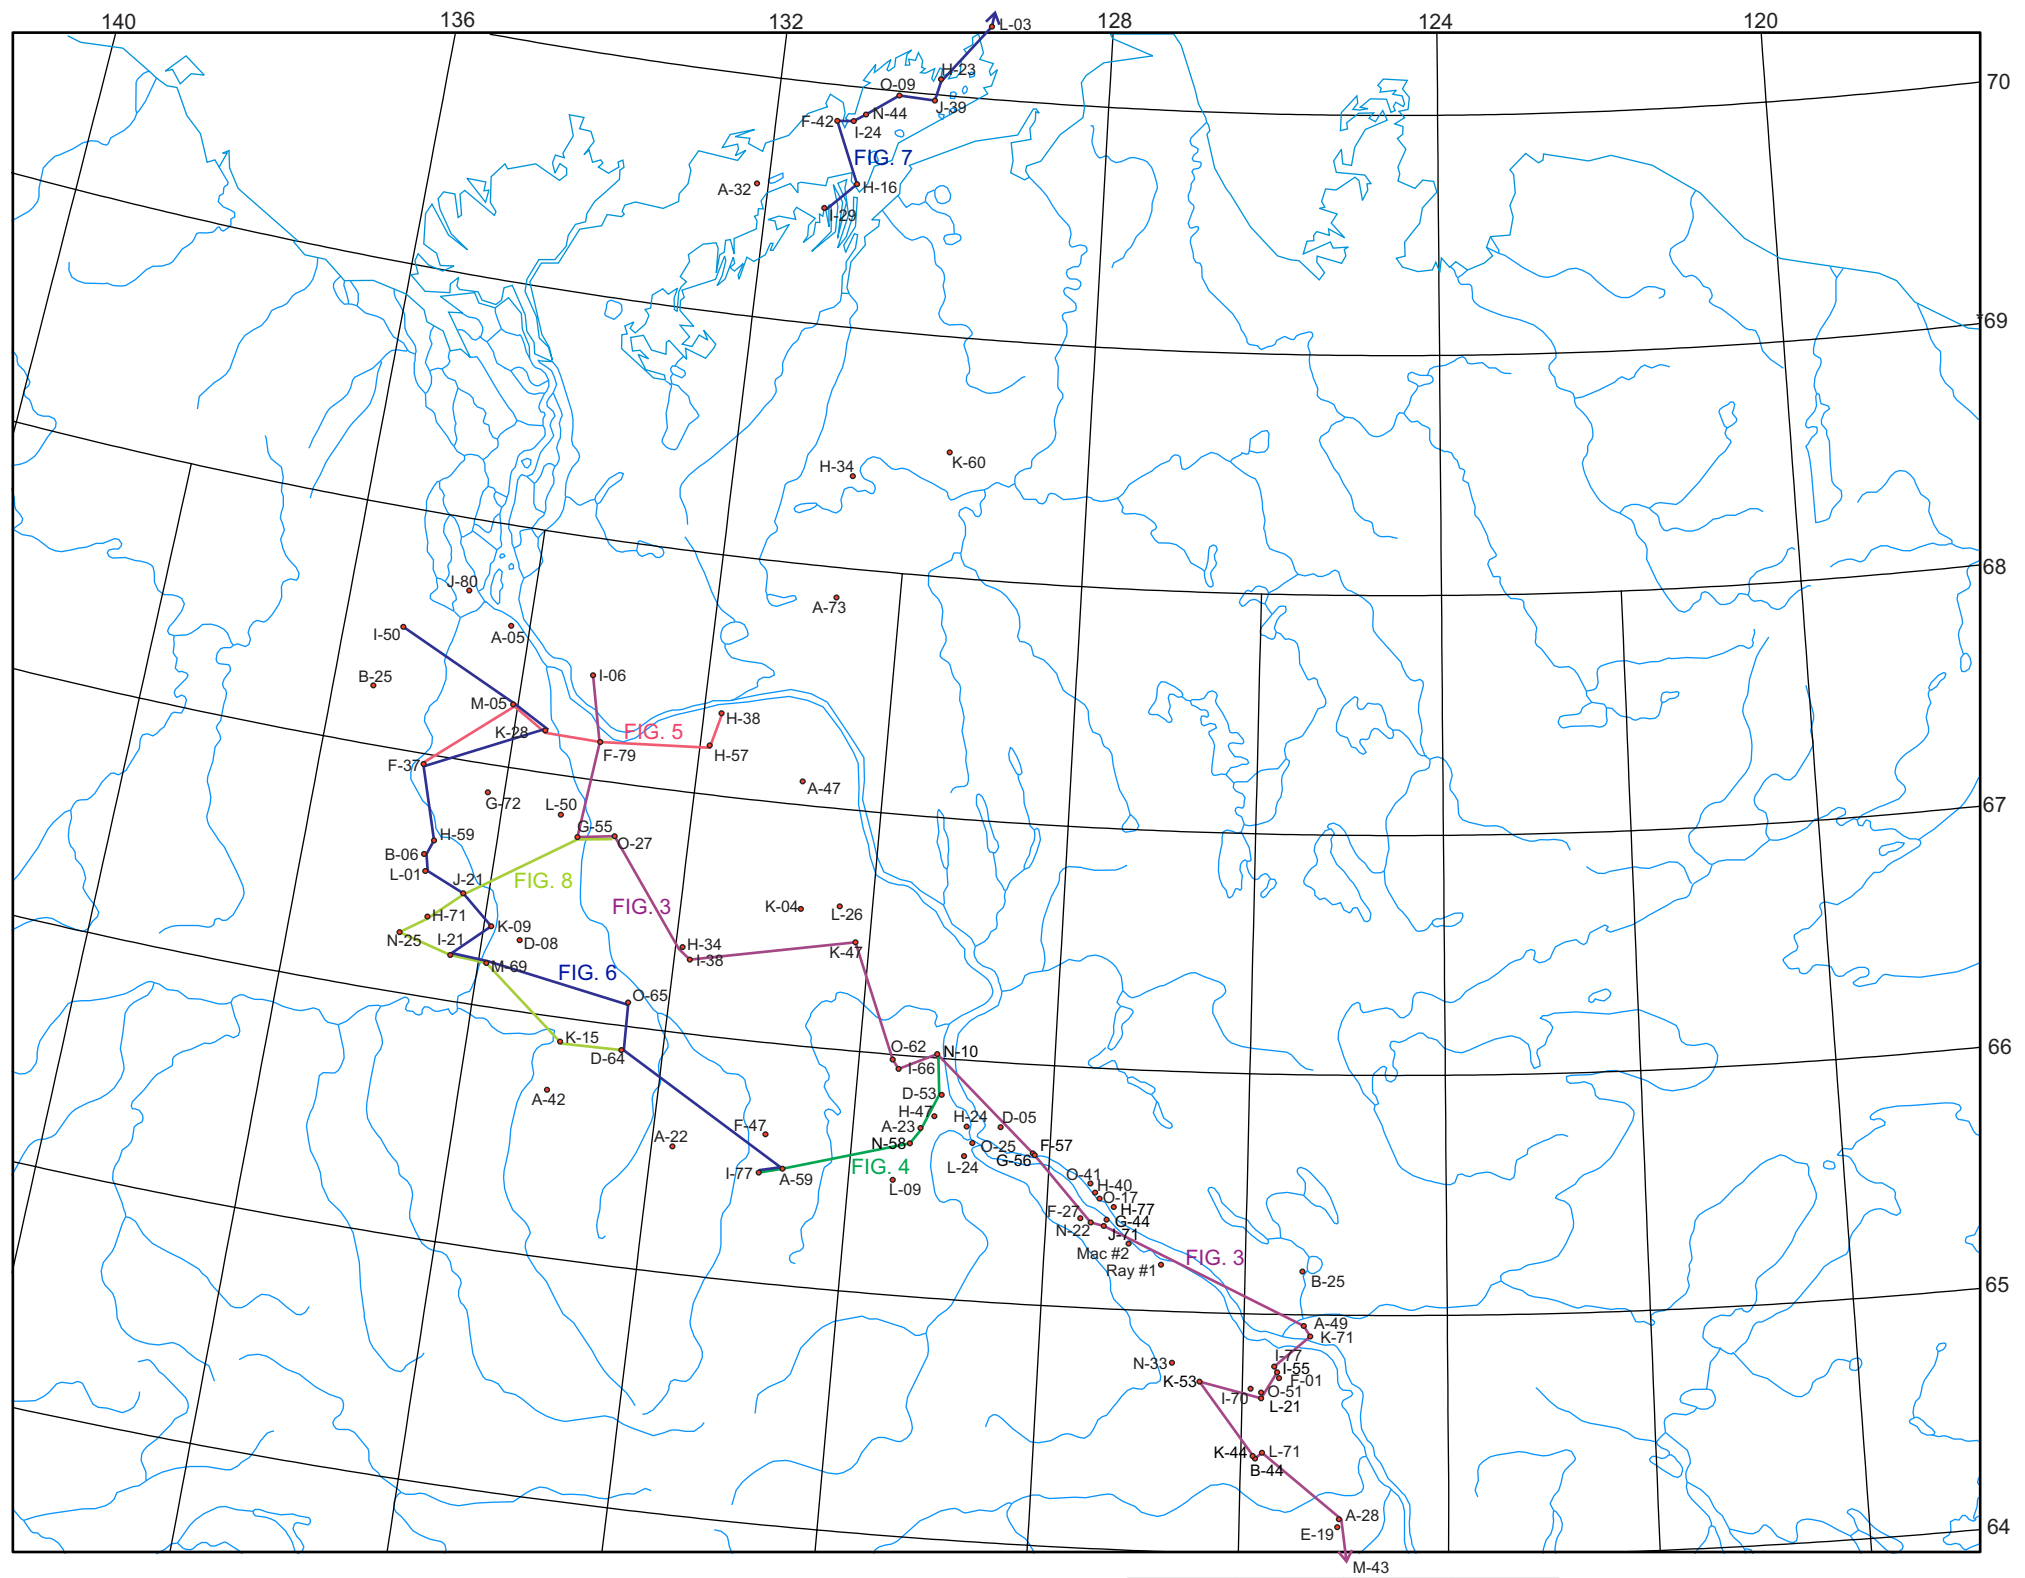 140
136
132
128
124
120
L-03
H-23
O-09
J-39
N-44
F-42
I-24
FIG. 7
A-32
H-16
I-29
70
69
H-34
K-60
68
J-80
A-73
A-05
I-50
I-06
B-25
M-05
H-38
K-28
FIG. 5
F-79
H-57
F-37
A-47
G-72
L-50
67
G-55
H-59
O-27
B-06
L-01
J-21
FIG. 8
FIG. 3
K-04
L-26
H-71
K-09
N-25
I-21
D-08
H-34
I-38
K-47
M-69
FIG. 6
O-65
K-15
D-64
O-62
N-10
I-66
66
A-42
D-53
H-47
H-24
D-05
A-23
F-47
A-22
N-58
O-25
F-57
G-56
FIG. 4
L-24
I-77
A-59
L-09
O-41
H-40
O-17
H-77
F-27
G-44
N-22
J-71
Mac #2
FIG. 3
Ray #1
B-25
65
A-49
K-71
I-77
N-33
I-55
F-01
K-53
O-51
I-70
L-21
K-44
L-71
B-44
A-28
E-19
64
M-43